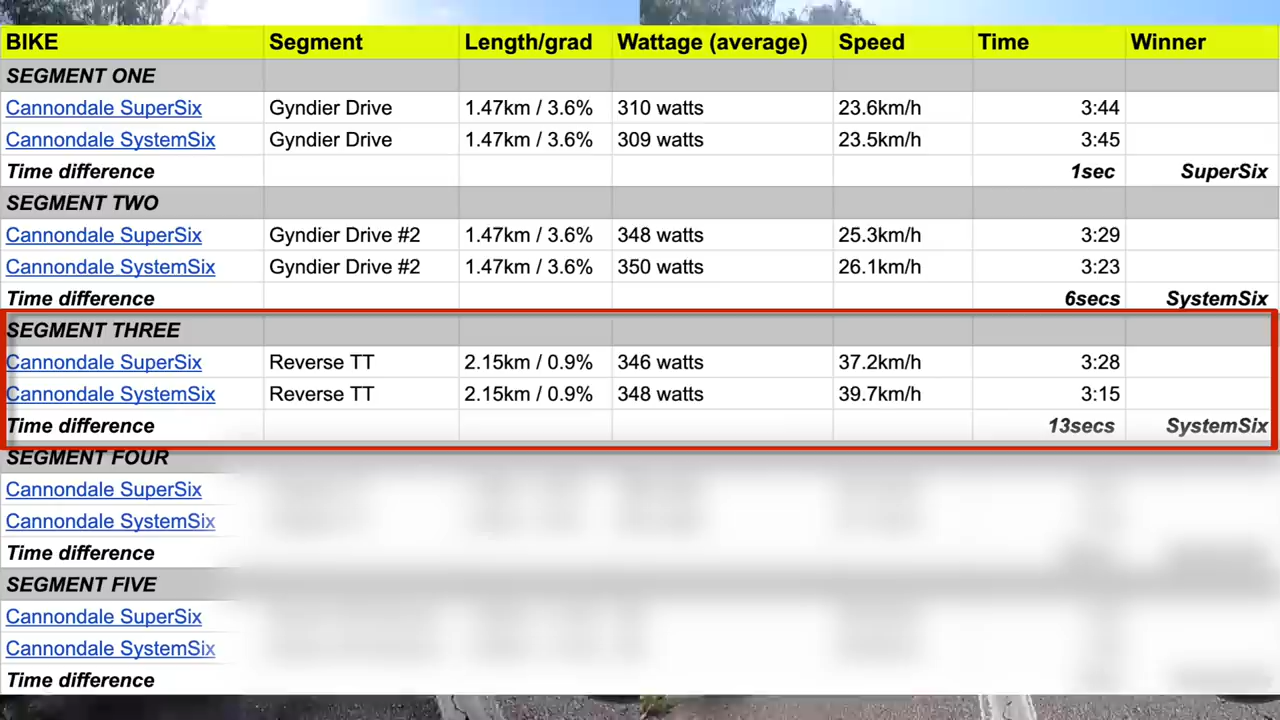 BIKE Segment Length/grad Wattage (average) Speed Time Winner
SEGMENT ONE
Cannondale SuperSix Gyndier Drive 1.47km / 3.6% 310 watts 23.6km/h 3:44
Cannondale SystemSix Gyndier Drive 1.47km / 3.6% 309 watts 23.5km/h 3:45
Time difference 1sec SuperSix
SEGMENT TWO
Cannondale SuperSix Gyndier Drive #2 1.47km / 3.6% 348 watts 25.3km/h 3:29
Cannondale SystemSix Gyndier Drive #2 1.47km / 3.6% 350 watts 26.1km/h 3:23
Time difference 6secs SystemSix
SEGMENT THREE
Cannondale SuperSix Reverse TT 2.15km / 0.9% 346 watts 37.2km/h 3:28
Cannondale SystemSix Reverse TT 2.15km / 0.9% 348 watts 39.7km/h 3:15
Time difference 13secs SystemSix
SEGMENT FOUR
Cannondale SuperSix
Cannondale SystemSix
Time difference
SEGMENT FIVE
Cannondale SuperSix
Cannondale SystemSix
Time difference